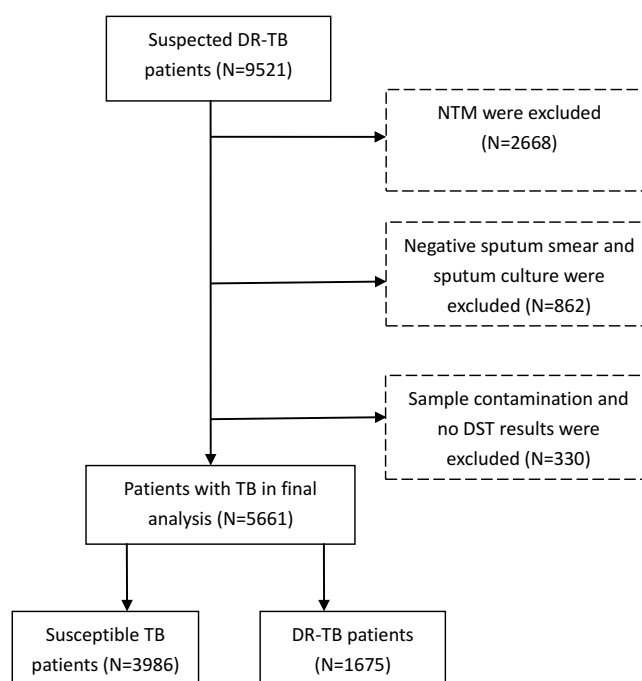 Suspected DR-TB
patients (N=9521)
NTM were excluded
(N=2668)
Negative sputum smear and
sputum culture were
excluded (N=862)
Sample contamination and
no DST results were
excluded (N=330)
Patients with TB in final
analysis (N=5661)
Susceptible TB
patients (N=3986)
DR-TB patients
(N=1675)